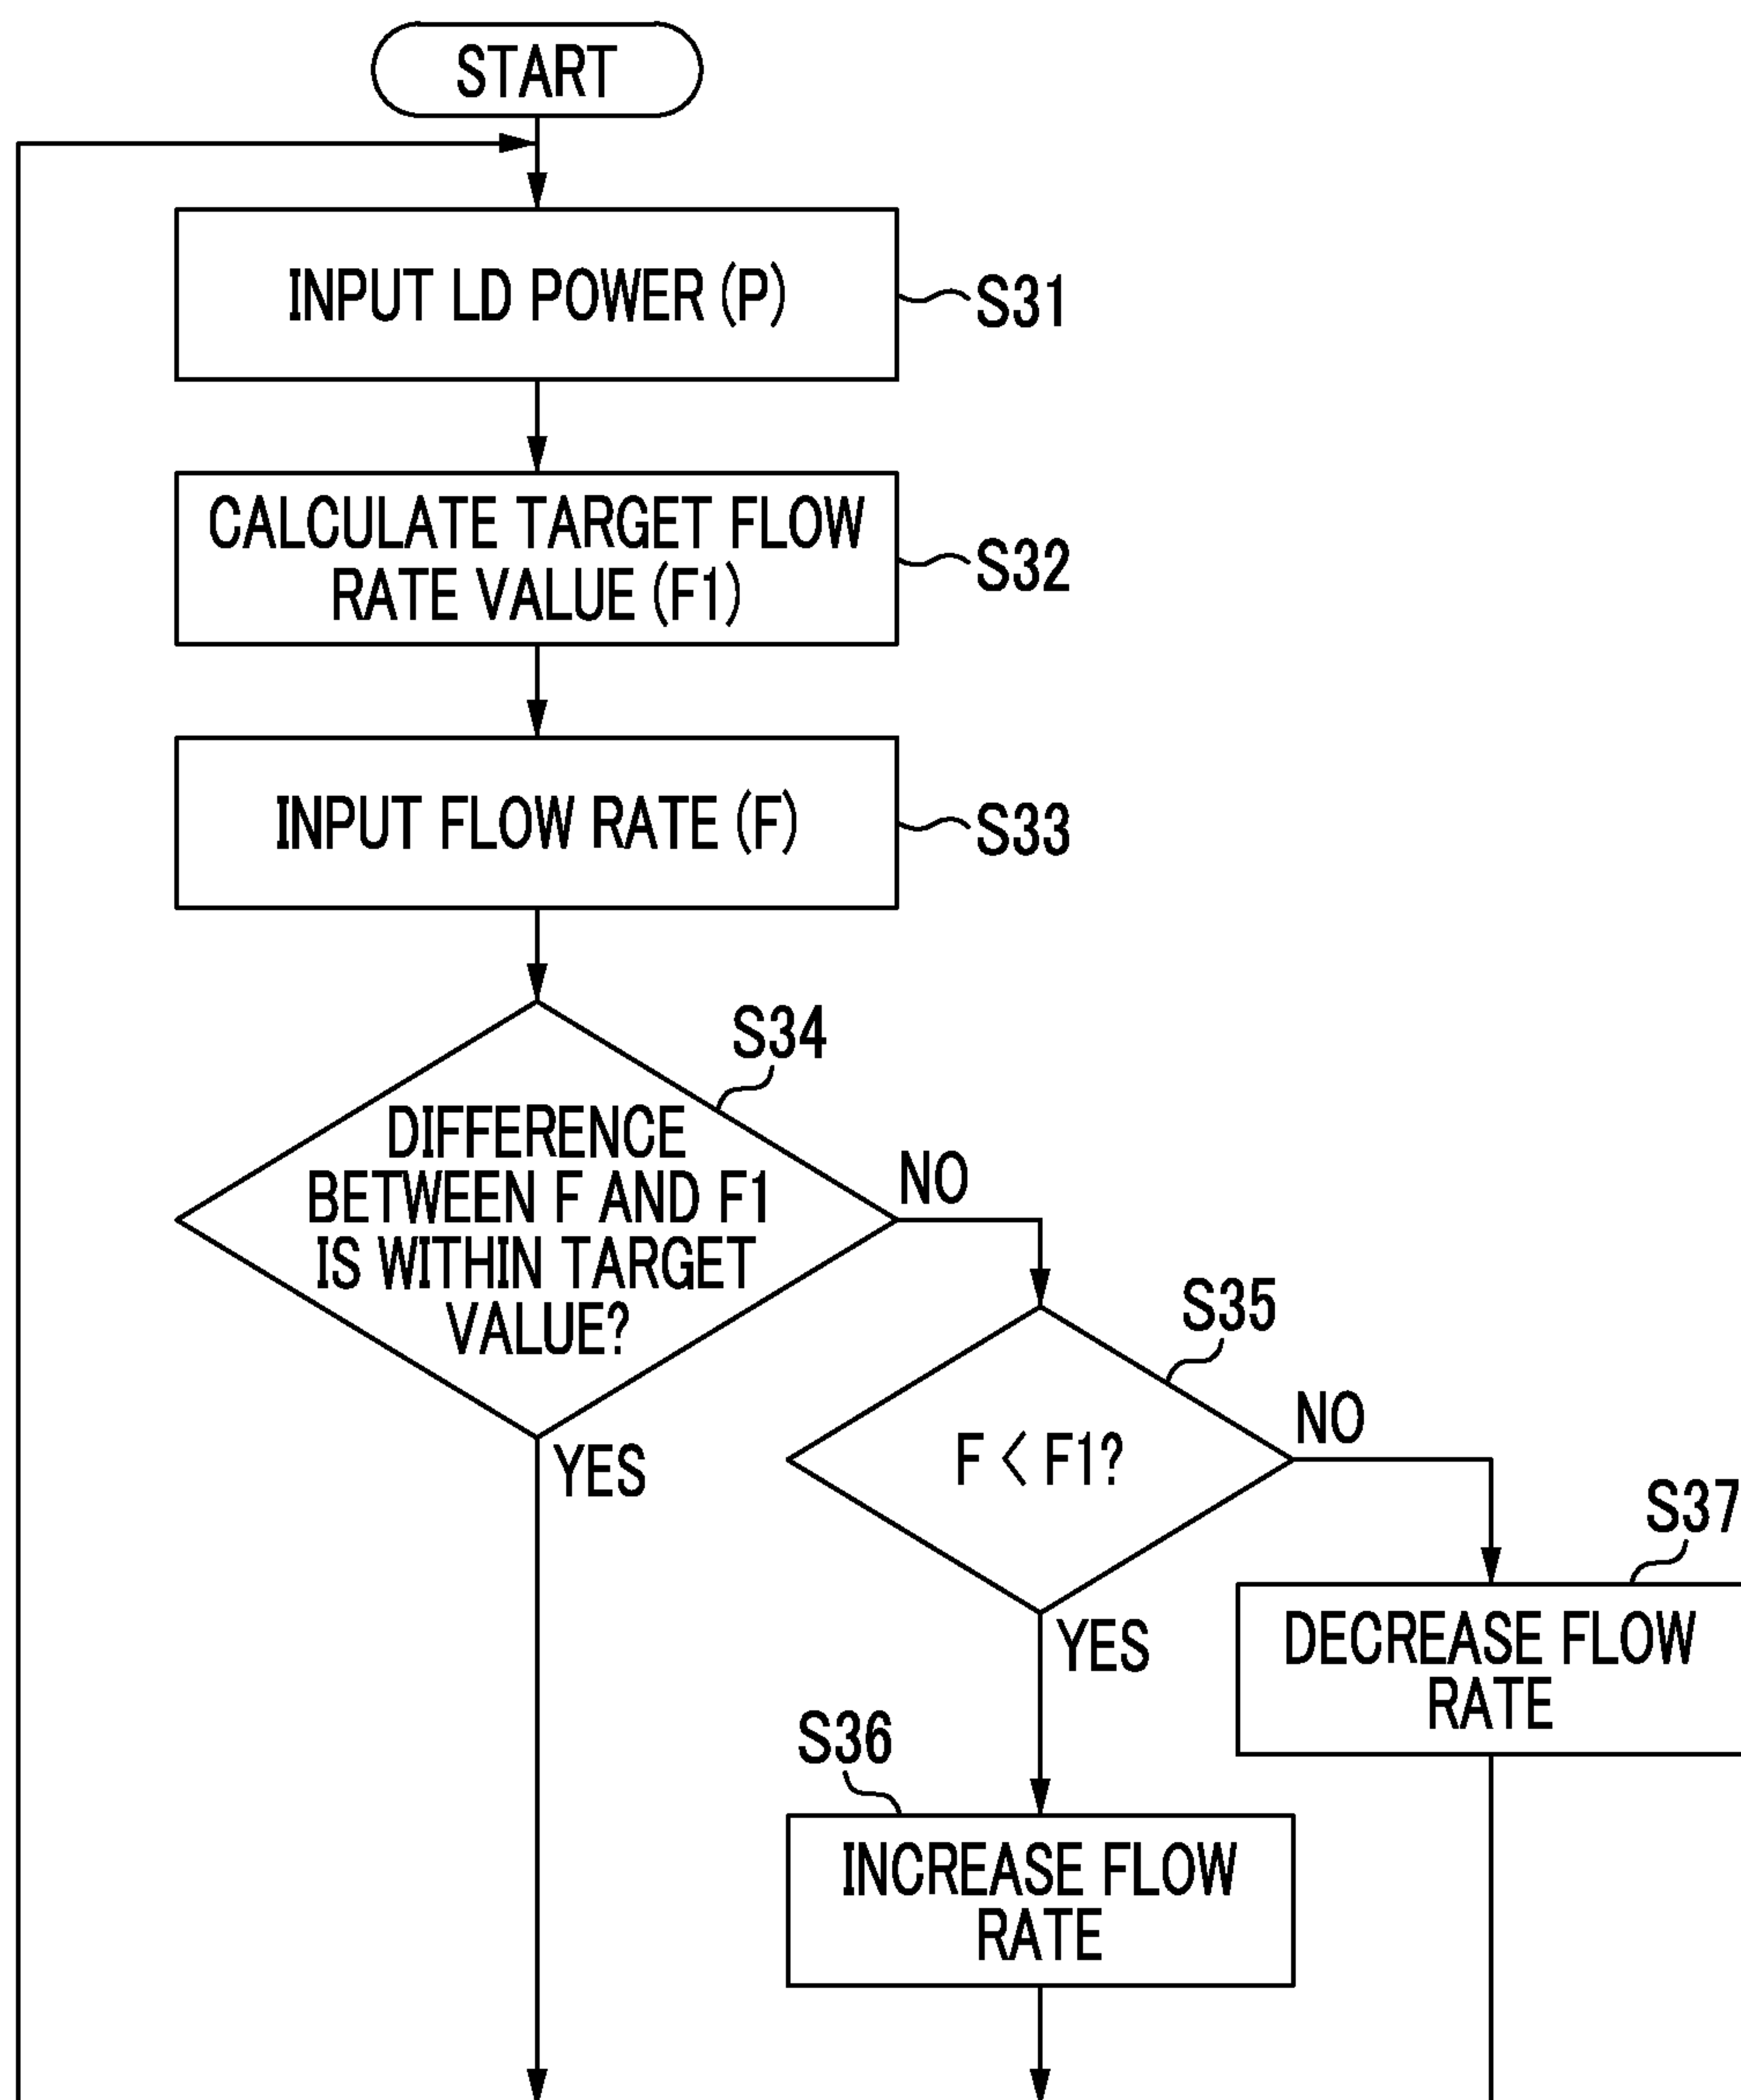 START
INPUT LD POWER (P)
S31
CALCULATE TARGET FLOW
RATE VALUE (F1)
S32
INPUT FLOW RATE (F)
S33
S34
DIFFERENCE
BETWEEN F AND F1
IS WITHIN TARGET
VALUE?
NO
YES
S35
F < F1?
NO
YES
S37
DECREASE FLOW
RATE
S36
INCREASE FLOW
RATE